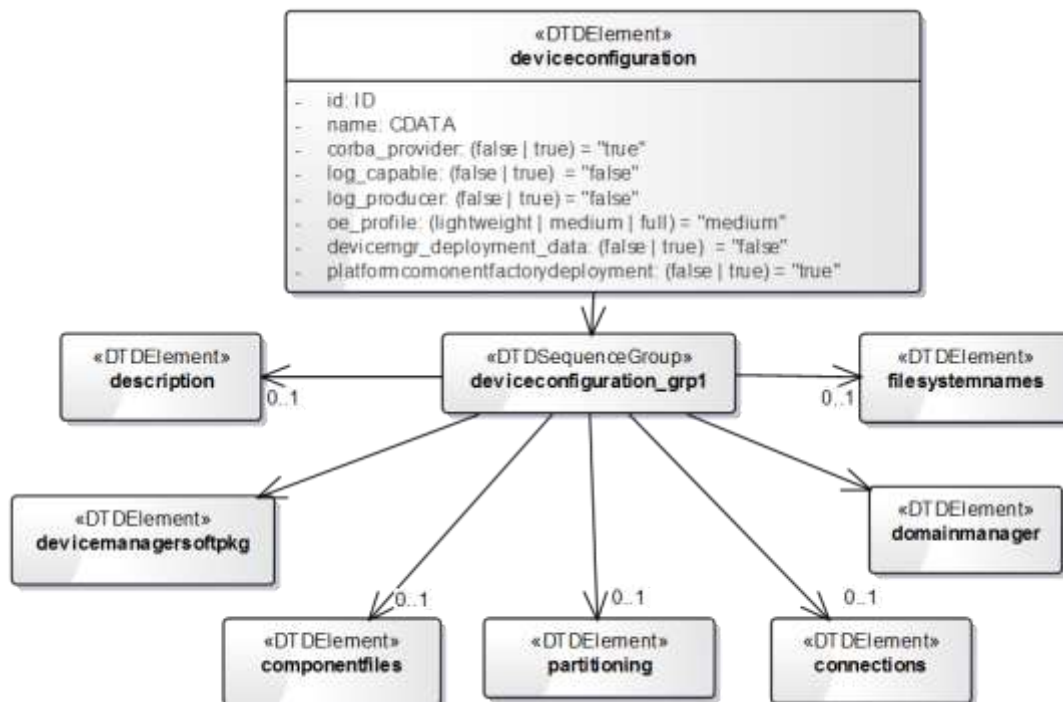 «DTDElement»
deviceconfiguration
- id: ID
- name: CDATA
- corba_provider: (false | true) = "true"
- log_capable: (false | true) = "false"
- log_producer: (false | true) = "false"
- oe_profile: (lightweight | medium | full) = "medium"
- devicemgr_deployment_data: (false | true) = "false"
- platformcomonentfactorydeployment: (false | true) = "true"
«DTDElement»
description
0..1
«DTDSequenceGroup»
deviceconfiguration_grp1
«DTDElement»
filesystemnames
0..1
«DTDElement»
devicemanagersoftpkg
«DTDElement»
domainmanager
0..1
«DTDElement»
componentfiles
0..1
«DTDElement»
partitioning
0..1
«DTDElement»
connections